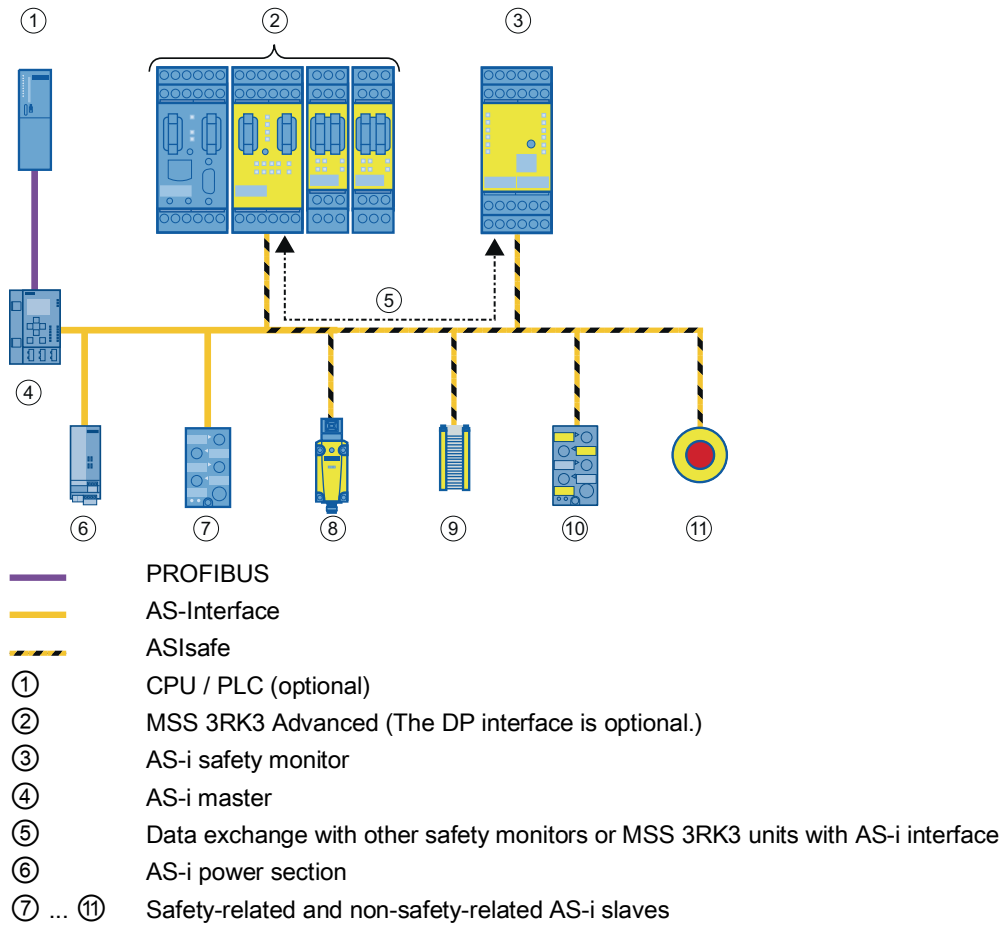 ① ② ③
⑤
④
⑥ ⑦ ⑧ ⑨ ⑩ ⑪
PROFIBUS
AS-Interface
ASIsafe
① CPU / PLC (optional)
② MSS 3RK3 Advanced (The DP interface is optional.)
③ AS-i safety monitor
④ AS-i master
⑤ Data exchange with other safety monitors or MSS 3RK3 units with AS-i interface
⑥ AS-i power section
⑦ ... ⑪ Safety-related and non-safety-related AS-i slaves